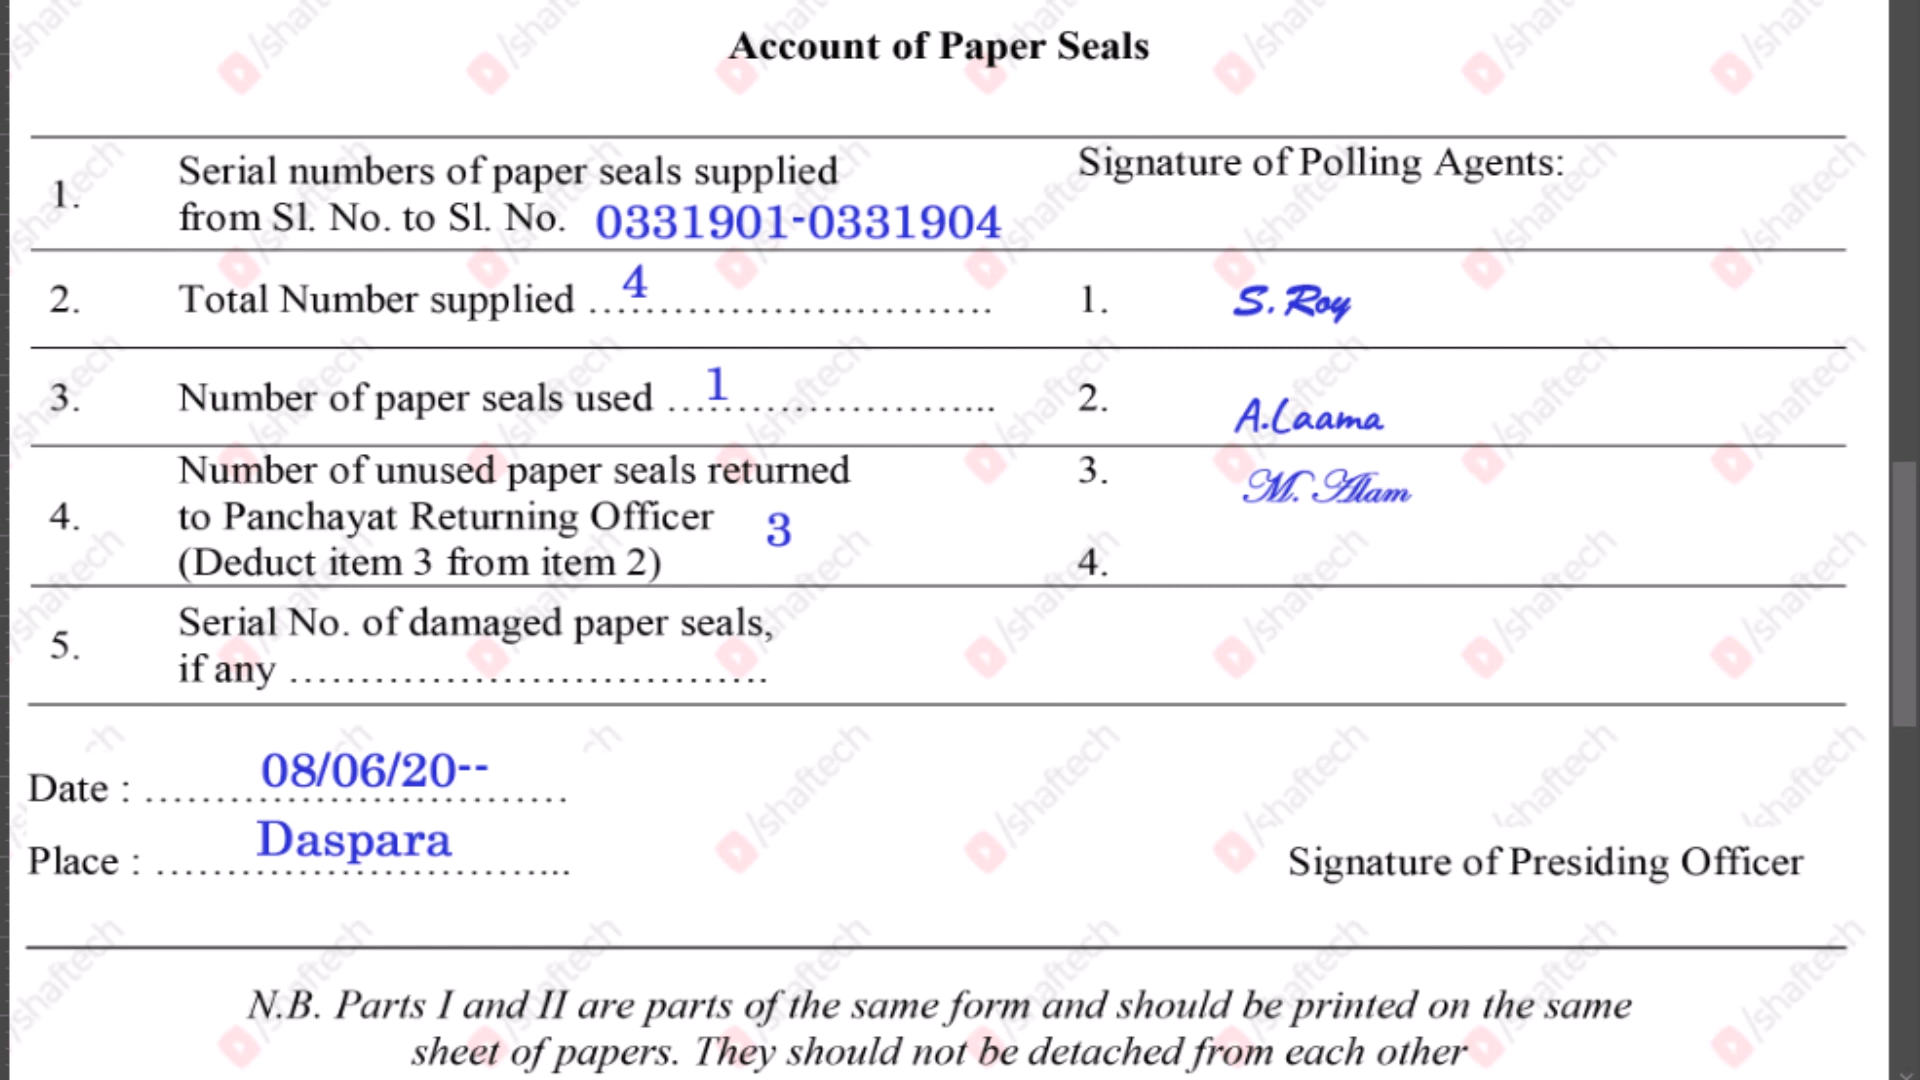 Account of Paper Seals
1. Serial numbers of paper seals supplied
from Sl. No. to Sl. No. 0331901-0331904
Signature of Polling Agents:
2. Total Number supplied .................................. 4
1. S. Roy
3. Number of paper seals used ............................ 1
2. A.Laama
4. Number of unused paper seals returned
to Panchayat Returning Officer 3
(Deduct item 3 from item 2)
3. M. Alam
4.
5. Serial No. of damaged paper seals,
if any ..................................
Date : 08/06/20--
Place : Daspara
Signature of Presiding Officer
N.B. Parts I and II are parts of the same form and should be printed on the same
sheet of papers. They should not be detached from each other
/shaftech